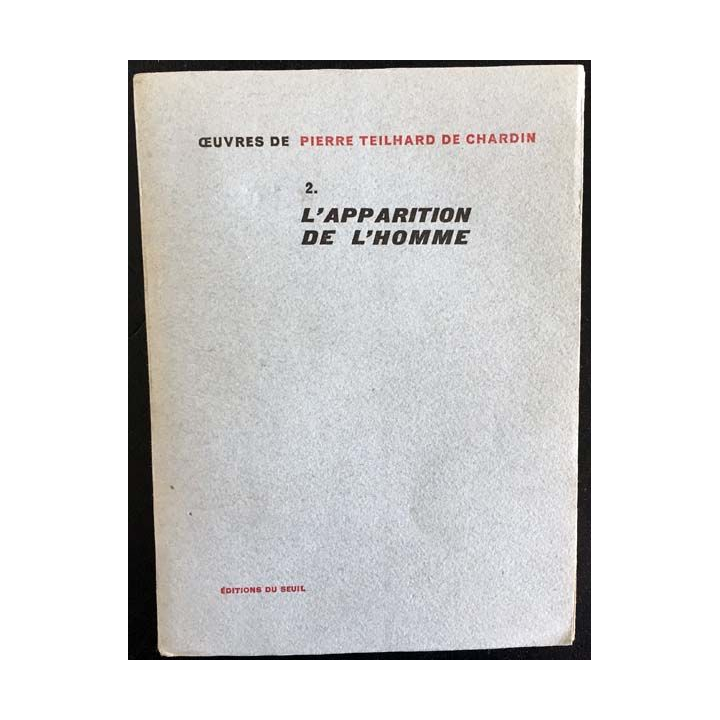 ŒUVRES DE PIERRE TEILHARD DE CHARDIN
2.
L'APPARITION
DE L'HOMME
ÉDITIONS DU SEUIL